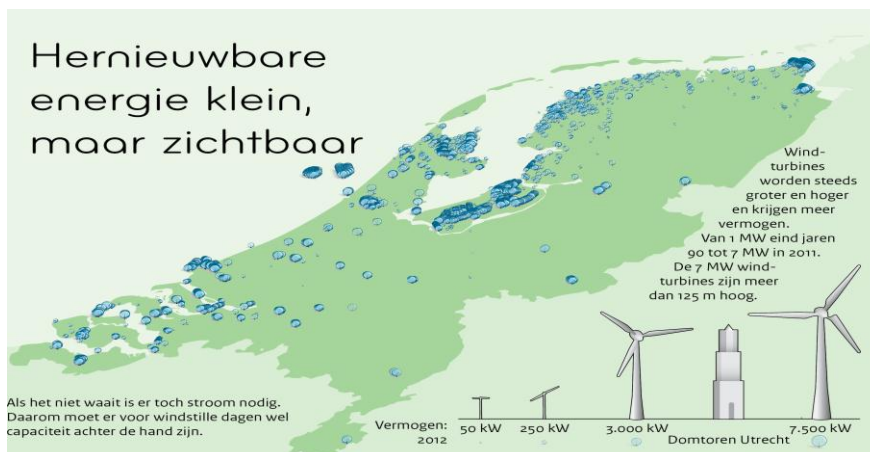 Hernieuwbare
energie klein,
maar zichtbaar
Wind-
turbines
worden steeds
groter en hoger
en krijgen meer
vermogen.
Van 1 MW eind jaren
90 tot 7 MW in 2011.
De 7 MW wind-
turbines zijn meer
dan 125 m hoog.
Als het niet waait is er toch stroom nodig.
Daarom moet er voor windstille dagen wel
capaciteit achter de hand zijn.
Vermogen:
2012
50 kW
250 kW
3.000 kW
Domtoren Utrecht
7.500 kW